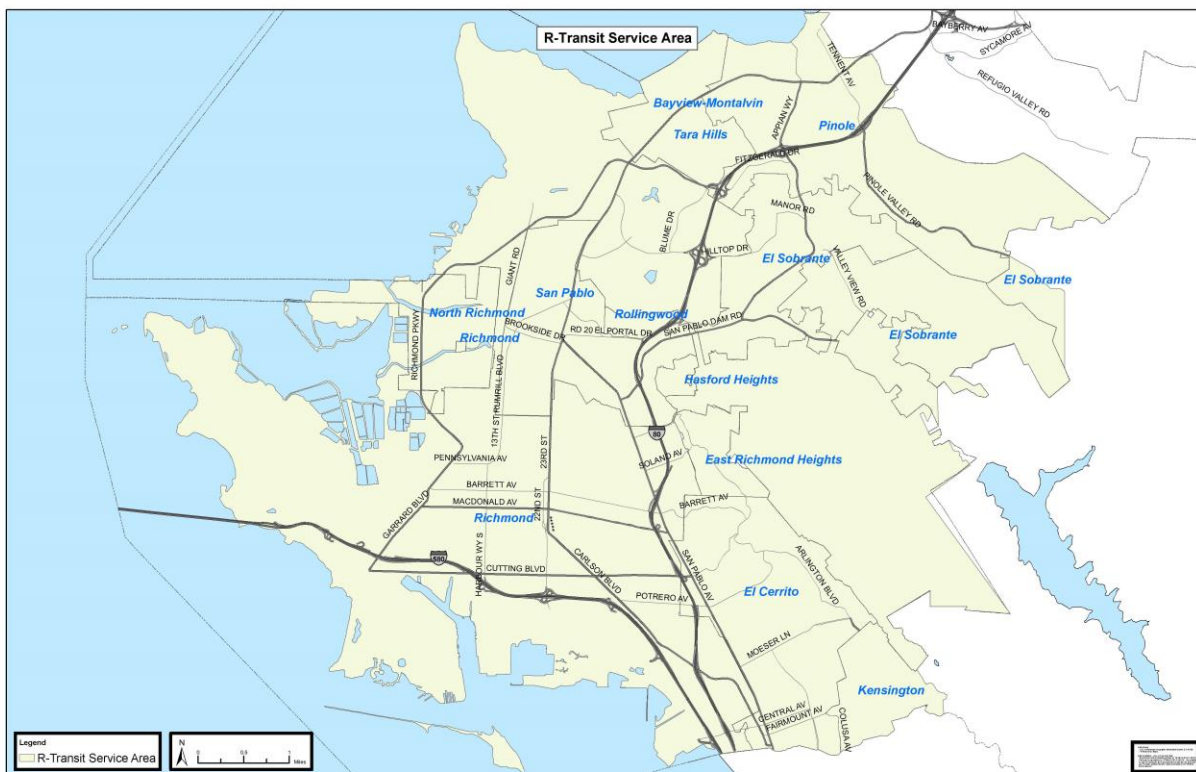 R-Transit Service Area
BAYBERRY AV
SYCAMORE AV
REFUGIO VALLEY RD
TENNENT AV
Bayview-Montalvin
APPIAN WY
Tara Hills
Pinole
FITZGERALD DR
PINOLE VALLEY RD
MANOR RD
BLUME DR
HILLTOP DR
GIANT RD
El Sobrante
VALLEY VIEW RD
El Sobrante
San Pablo
North Richmond
Rollingwood
RICHMOND PKWY
Richmond
BROOKSIDE DR
RD 20
EL PORTAL DR
SAN PABLO DAM RD
El Sobrante
13TH ST
RUMRILL BLVD
Hasford Heights
80
23RD ST
SOLANO AV
PENNSYLVANIA AV
East Richmond Heights
BARRETT AV
MACDONALD AV
BARRETT AV
22ND ST
Richmond
GARRARD BLVD
580
CUTTING BLVD
HARBOUR WY S
CARLSON BLVD
SAN PABLO AV
ARLINGTON BLVD
POTRERO AV
El Cerrito
MOESER LN
Kensington
CENTRAL AV
FAIRMOUNT AV
COLUSA AV
Legend
R-Transit Service Area
N
0 0.5 1
Miles